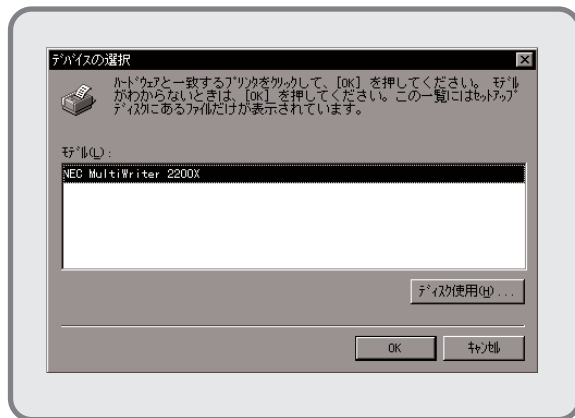 デバイスの選択
ﾊｰﾄﾞｳｪｱと一致するﾌﾟﾘﾝﾀをｸﾘｯｸして、[OK] を押してください。 ﾓﾃﾞﾙ
がわからないときは、[OK] を押してください。この一覧にはｾｯﾄｱｯﾌﾟ
ﾃﾞｨｽｸにあるﾌｧｲﾙだけが表示されています。
ﾓﾃﾞﾙ(L):
NEC MultiWriter 2200X
ﾃﾞｨｽｸ使用(H)...
OK
ｷｬﾝｾﾙ